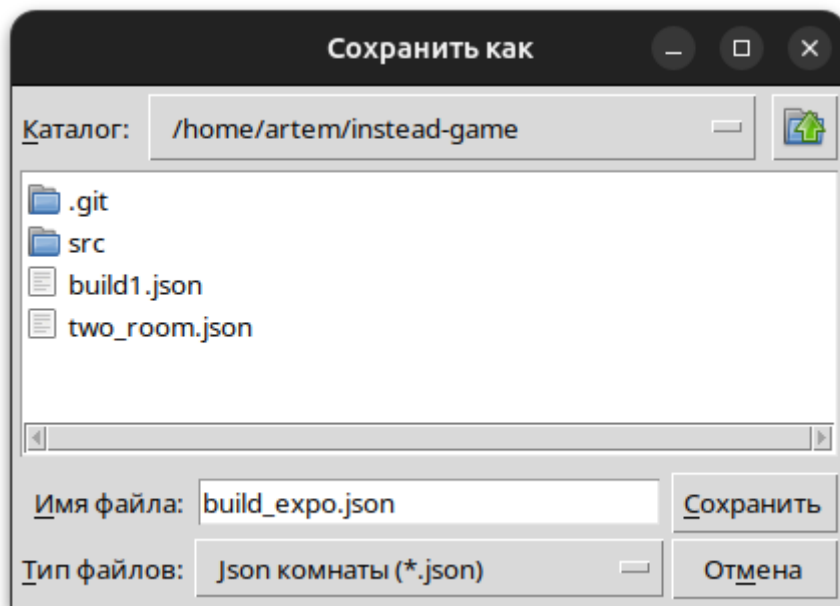 Сохранить как
Каталог: /home/artem/instead-game
.git
src
build1.json
two_room.json
Имя файла: build_expo.json Сохранить
Тип файлов: Json комнаты (*.json) Отмена